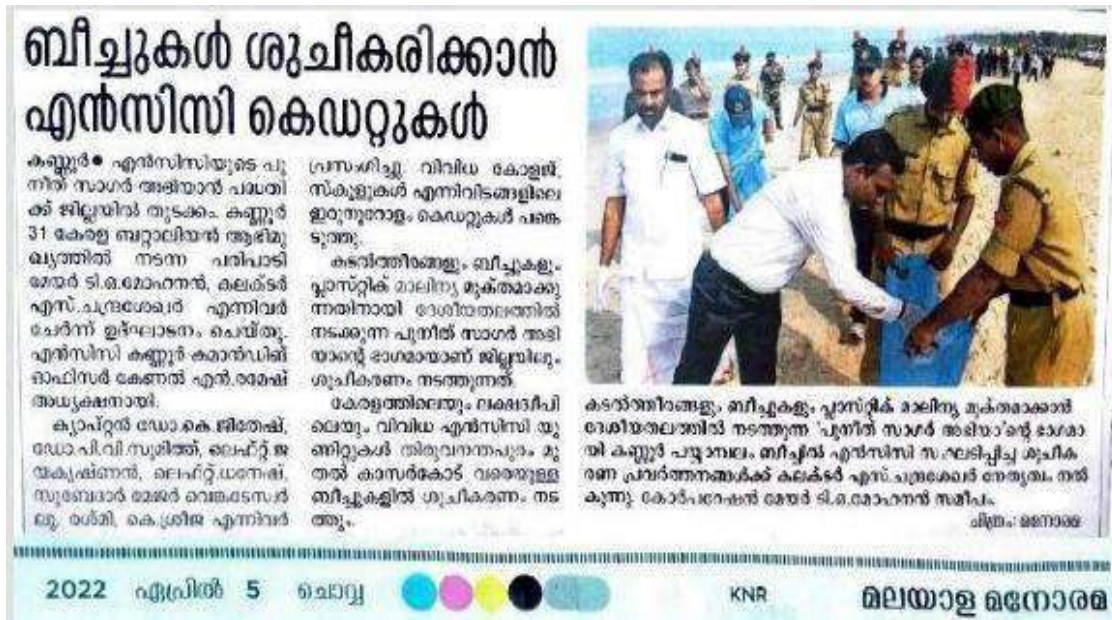 ബീച്ചുകൾ ശുചീകരിക്കാൻ
എൻസിസി കെഡറ്റുകൾ
കണ്ണൂർ● എൻസിസിയുടെ പു
നീത് സാഗർ അഭിയാൻ പദ്ധതി
ക്ക് ജില്ലയിൽ തുടക്കം. കണ്ണൂർ
31 കേരള ബറ്റാലിയൻ ആഭിമു
ഖ്യത്തിൽ നടന്ന പരിപാടി
മേയർ ടി.ഒ.മോഹനൻ, കലക്ടർ
എസ്.ചന്ദ്രശേഖർ എന്നിവർ
ചേർന്ന് ഉദ്ഘാടനം ചെയ്തു.
എൻസിസി കണ്ണൂർ കമാൻഡിങ്
ഓഫിസർ കേണൽ എൻ.രമേഷ്
അധ്യക്ഷനായി.
ക്യാപ്റ്റൻ ഡോ.കെ.ജിതേഷ്,
ഡോ.പി.വി.സുമിത്ത്, ലെഫ്റ്റ്.ജ
യകൃഷ്ണൻ, ലെഫ്റ്റ്.ധനേഷ്,
സുബേദാർ മേജർ വെങ്കടേസ്വര
ലു, രശ്മി, കെ.ശ്രീജ എന്നിവർ
പ്രസംഗിച്ചു. വിവിധ കോളജ്,
സ്കൂളുകൾ എന്നിവിടങ്ങളിലെ
ഇരുനൂറോളം കെഡറ്റുകൾ പങ്കെ
ടുത്തു.
കടൽത്തീരങ്ങളും ബീച്ചുകളും
പ്ലാസ്റ്റിക് മാലിന്യ മുക്തമാക്കു
ന്നതിനായി ദേശീയതലത്തിൽ
നടക്കുന്ന പുനീത് സാഗർ അഭി
യാന്റെ ഭാഗമായാണ് ജില്ലയിലും
ശുചീകരണം നടത്തുന്നത്.
കേരളത്തിലെയും ലക്ഷദ്വീപി
ലെയും വിവിധ എൻസിസി യൂ
ണിറ്റുകൾ തിരുവനന്തപുരം മു
തൽ കാസർകോട് വരെയുള്ള
ബീച്ചുകളിൽ ശുചീകരണം നട
ത്തും.
കടൽത്തീരങ്ങളും ബീച്ചുകളും പ്ലാസ്റ്റിക് മാലിന്യ മുക്തമാക്കാൻ
ദേശീയതലത്തിൽ നടത്തുന്ന 'പുനീത് സാഗർ അഭിയാ'ന്റെ ഭാഗമാ
യി കണ്ണൂർ പയ്യാമ്പലം ബീച്ചിൽ എൻസിസി സംഘടിപ്പിച്ച ശുചീക
രണ പ്രവർത്തനങ്ങൾക്ക് കലക്ടർ എസ്.ചന്ദ്രശേഖർ നേതൃത്വം നൽ
കുന്നു. കോർപറേഷൻ മേയർ ടി.ഒ.മോഹനൻ സമീപം.
ചിത്രം: മനോരമ
2022 ഏപ്രിൽ 5 ചൊവ്വ KNR മലയാള മനോരമ